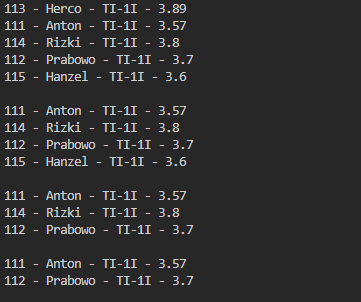 113 - Herco - TI-1I - 3.89
111 - Anton - TI-1I - 3.57
114 - Rizki - TI-1I - 3.8
112 - Prabowo - TI-1I - 3.7
115 - Hanzel - TI-1I - 3.6

111 - Anton - TI-1I - 3.57
114 - Rizki - TI-1I - 3.8
112 - Prabowo - TI-1I - 3.7
115 - Hanzel - TI-1I - 3.6

111 - Anton - TI-1I - 3.57
114 - Rizki - TI-1I - 3.8
112 - Prabowo - TI-1I - 3.7

111 - Anton - TI-1I - 3.57
112 - Prabowo - TI-1I - 3.7